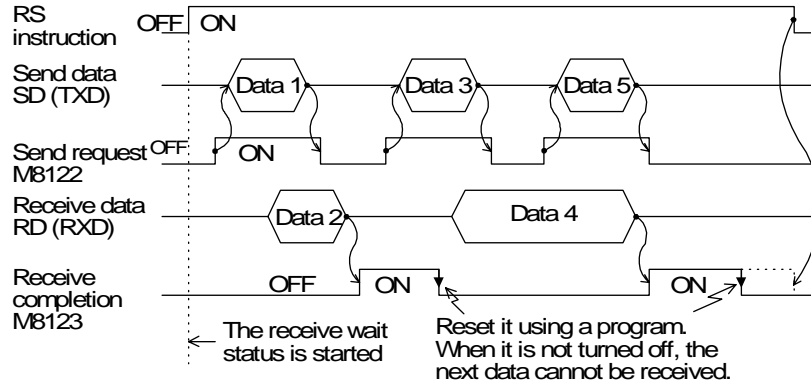 RS
instruction
OFF
ON
Send data
SD (TXD)
Data 1
Data 3
Data 5
Send request
M8122
OFF
ON
Receive data
RD (RXD)
Data 2
Data 4
Receive
completion
M8123
OFF
ON
ON
The receive wait
status is started
Reset it using a program.
When it is not turned off, the
next data cannot be received.